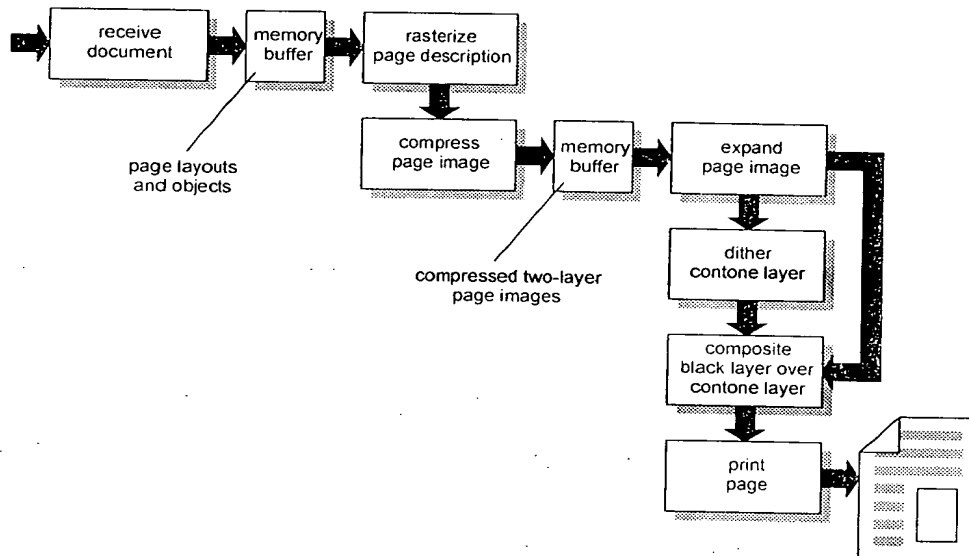 receive
document
memory
buffer
rasterize
page description
compress
page image
memory
buffer
expand
page image
page layouts
and objects
dither
contone layer
compressed two-layer
page images
composite
black layer over
contone layer
print
page